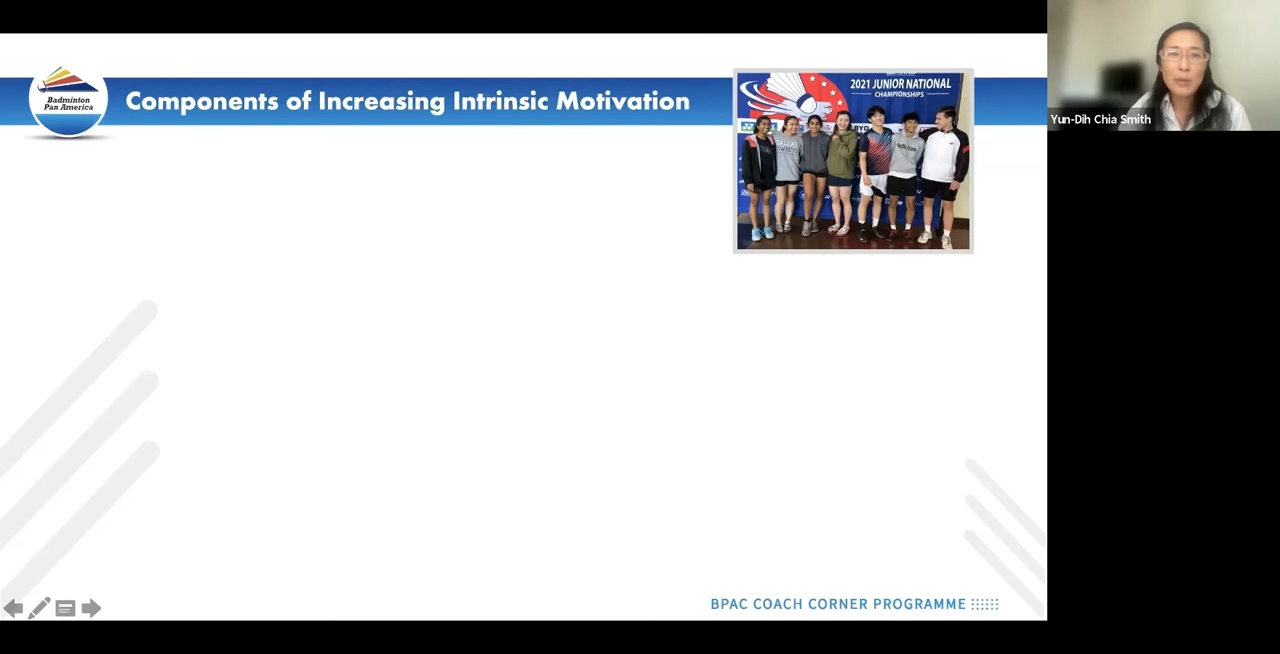 Badminton
Pan America
Components of Increasing Intrinsic Motivation
2021 JUNIOR NATIONAL
CHAMPIONSHIPS
adidas
Yun-Dih Chia Smith
BPAC COACH CORNER PROGRAMME